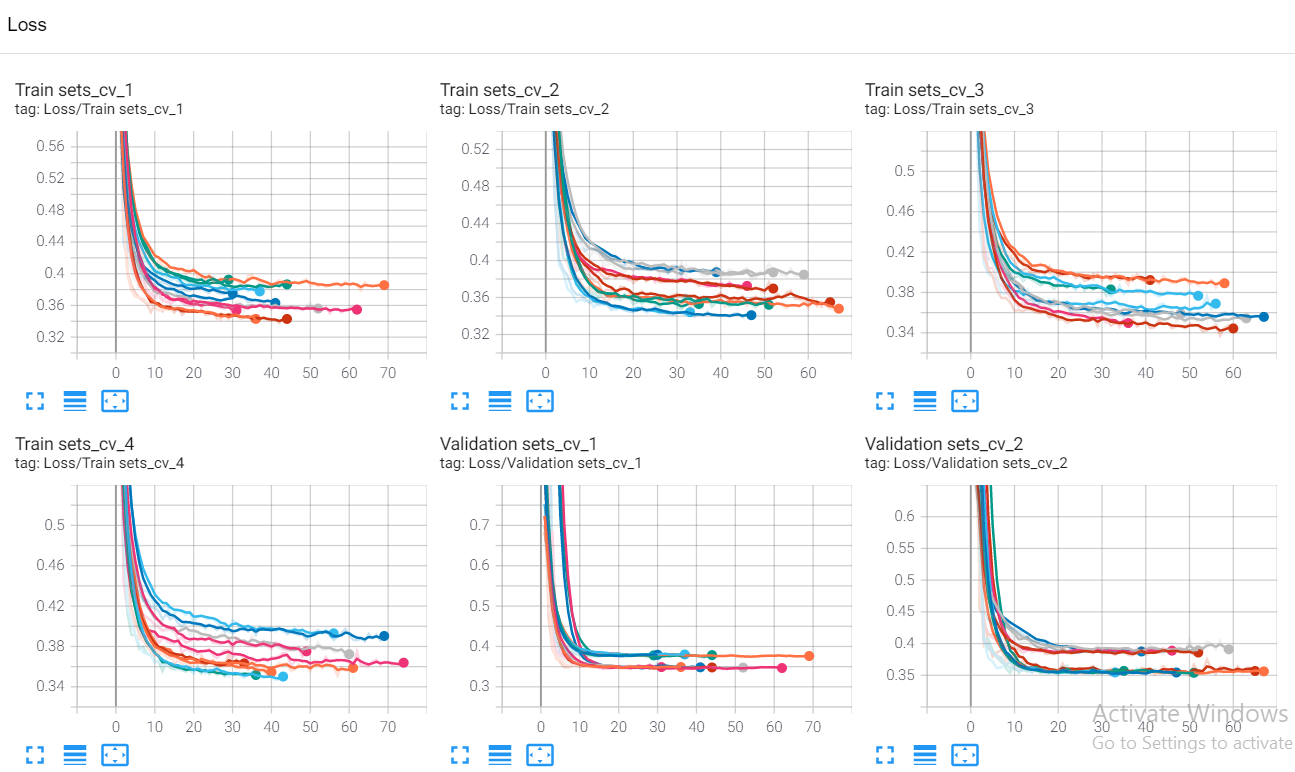 Loss
Train sets_cv_1
tag: Loss/Train sets_cv_1
0.56
0.52
0.48
0.44
0.4
0.36
0.32
0 10 20 30 40 50 60 70
Train sets_cv_2
tag: Loss/Train sets_cv_2
0.52
0.48
0.44
0.4
0.36
0.32
0 10 20 30 40 50 60
Train sets_cv_3
tag: Loss/Train sets_cv_3
0.5
0.46
0.42
0.38
0.34
0 10 20 30 40 50 60
Train sets_cv_4
tag: Loss/Train sets_cv_4
0.5
0.46
0.42
0.38
0.34
0 10 20 30 40 50 60 70
Validation sets_cv_1
tag: Loss/Validation sets_cv_1
0.7
0.6
0.5
0.4
0.3
0 10 20 30 40 50 60 70
Validation sets_cv_2
tag: Loss/Validation sets_cv_2
0.6
0.55
0.5
0.45
0.4
0.35
0 10 20 30 40 50 60
Activate Windows
Go to Settings to activate